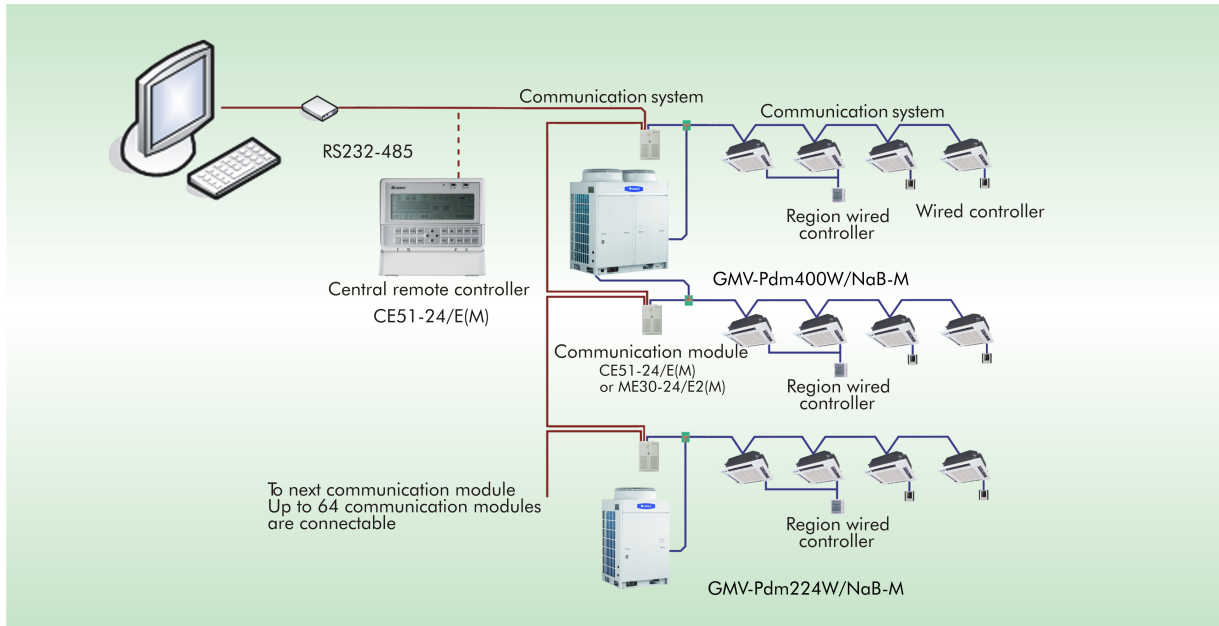 Communication system
Communication system
RS232-485
Region wired
controller
Wired controller
Central remote controller
CE51-24/E(M)
GMV-Pdm400W/NaB-M
Communication module
CE51-24/E(M)
or ME30-24/E2(M)
Region wired
controller
To next communication module
Up to 64 communication modules
are connectable
Region wired
controller
GMV-Pdm224W/NaB-M